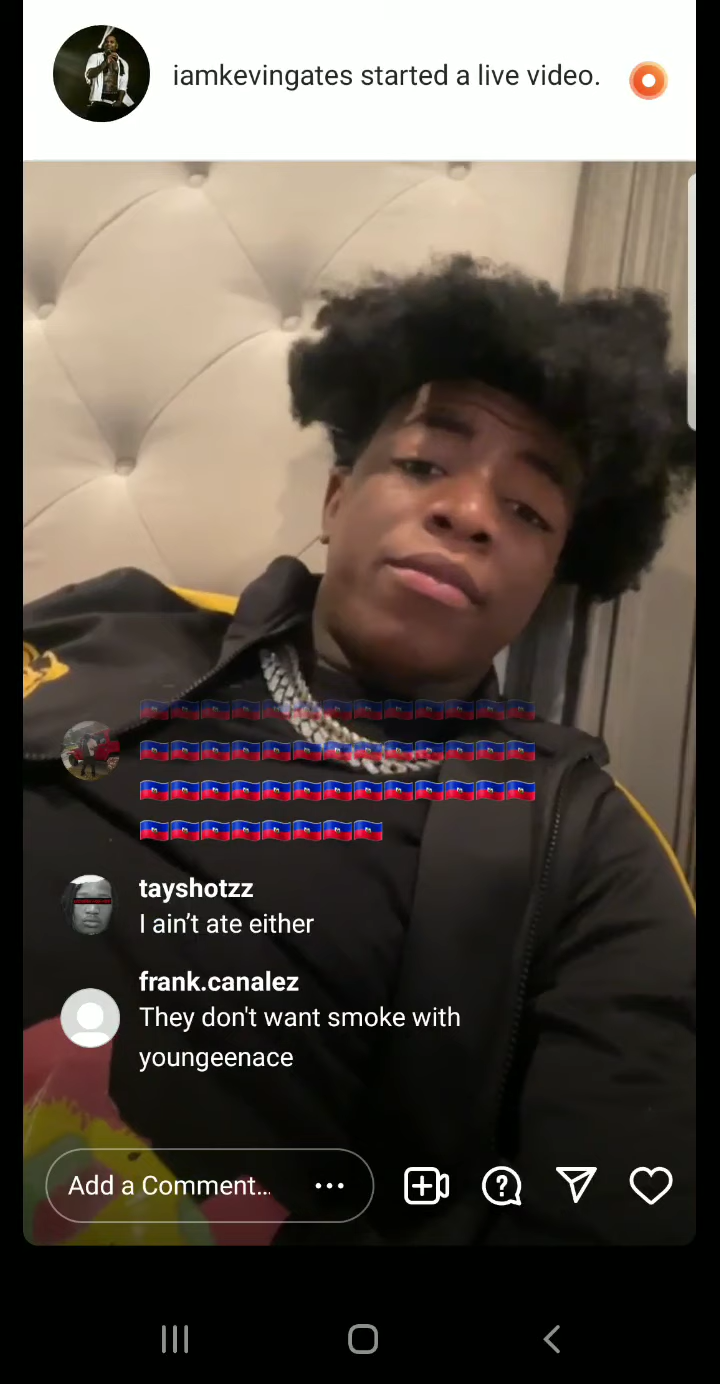 iamkevingates started a live video.
🇭🇹🇭🇹🇭🇹🇭🇹🇭🇹🇭🇹🇭🇹🇭🇹🇭🇹🇭🇹🇭🇹🇭🇹🇭🇹
🇭🇹🇭🇹🇭🇹🇭🇹🇭🇹🇭🇹🇭🇹🇭🇹🇭🇹🇭🇹🇭🇹🇭🇹🇭🇹
🇭🇹🇭🇹🇭🇹🇭🇹🇭🇹🇭🇹🇭🇹🇭🇹🇭🇹🇭🇹🇭🇹🇭🇹🇭🇹
🇭🇹🇭🇹🇭🇹🇭🇹🇭🇹🇭🇹🇭🇹🇭🇹
tayshotzz
I ain’t ate either
frank.canalez
They don't want smoke with
youngeenace
Add a Comment...